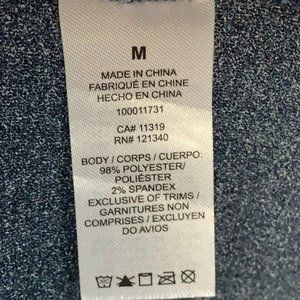 M
MADE IN CHINA
FABRIQUÉ EN CHINE
HECHO EN CHINA
100011731
CA# 11319
RN# 121340
BODY / CORPS / CUERPO:
98% POLYESTER/
POLIÉSTER
2% SPANDEX
EXCLUSIVE OF TRIMS /
GARNITURES NON
COMPRISES / EXCLUYEN
DO AVIOS